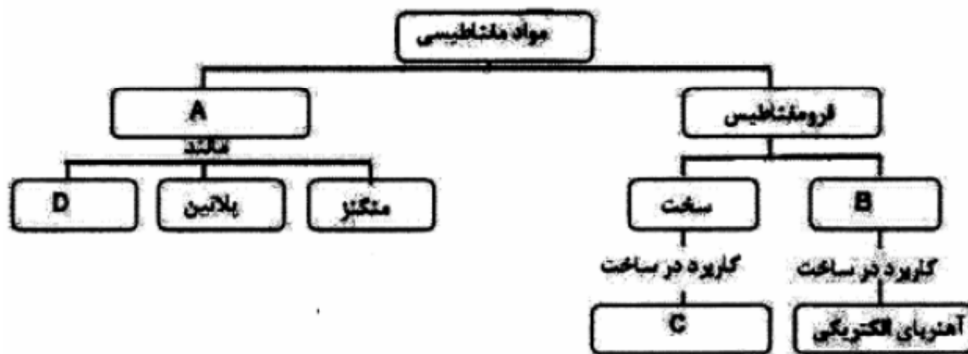 مواد مغناطیسی
A
فرومغناطیس
مانند
D
پلاتین
منگنز
سخت
B
کاربرد در ساخت
کاربرد در ساخت
C
آهنربای الکتریکی